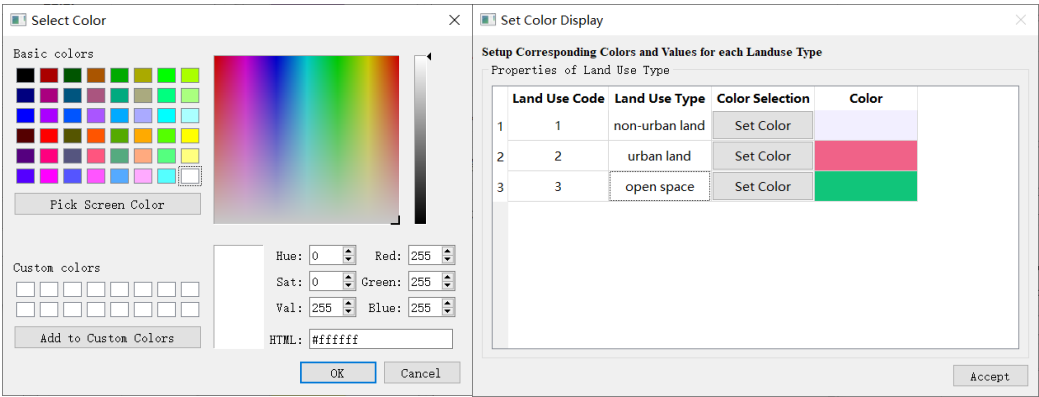 Select Color
Basic colors
Pick Screen Color
Custom colors
Add to Custom Colors
Hue: 0 Red: 255
Sat: 0 Green: 255
Val: 255 Blue: 255
HTML: #ffffff
OK Cancel
Set Color Display
Setup Corresponding Colors and Values for each Landuse Type
Properties of Land Use Type
Land Use Code Land Use Type Color Selection Color
1 1 non-urban land Set Color
2 2 urban land Set Color
3 3 open space Set Color
Accept